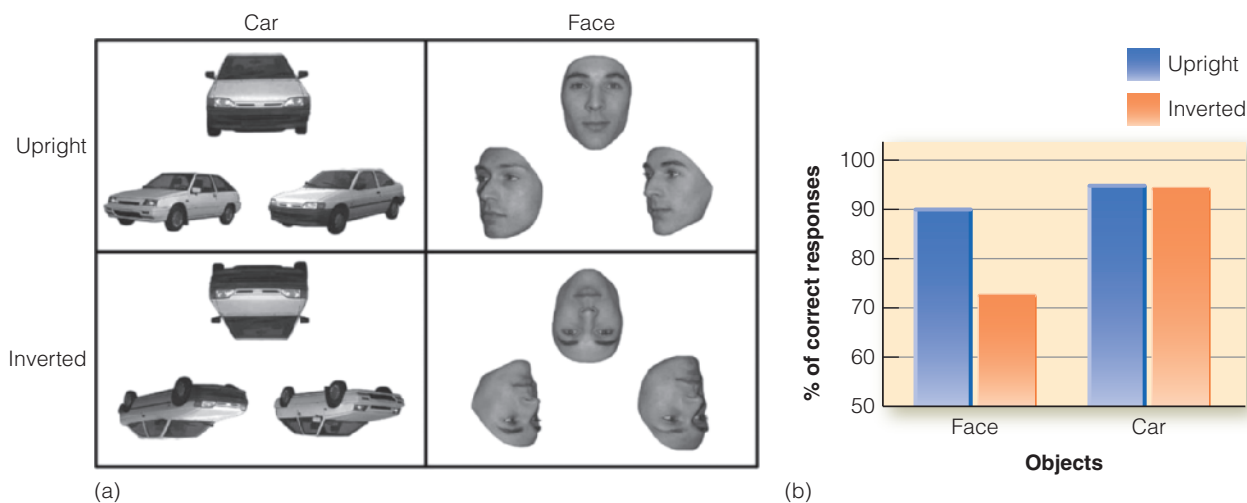 Car
Face
Upright
Inverted
(a)
Upright
Inverted
% of correct responses
100
90
80
70
60
50
Face
Car
Objects
(b)